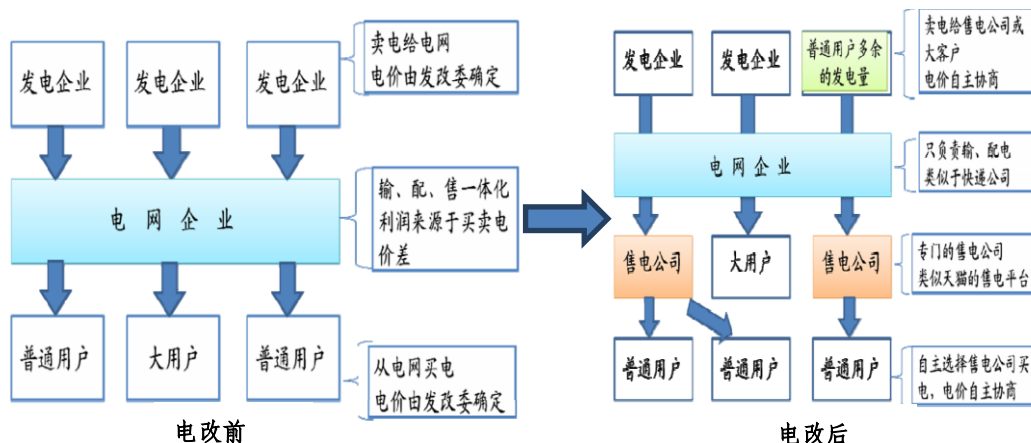 发电企业
发电企业
发电企业
卖电给电网
电价由发改委确定
电 网 企 业
输、配、售一体化
利润来源于买卖电
价差
普通用户
大用户
普通用户
从电网买电
电价由发改委确定
电改前
发电企业
发电企业
普通用户多余
的发电量
卖电给售电公司或
大客户
电价自主协商
电 网 企 业
只负责输、配电
类似于快递公司
售电公司
大用户
售电公司
专门的售电公司
类似天猫的售电平台
普通用户
普通用户
普通用户
自主选择售电公司买
电，电价自主协商
电改后